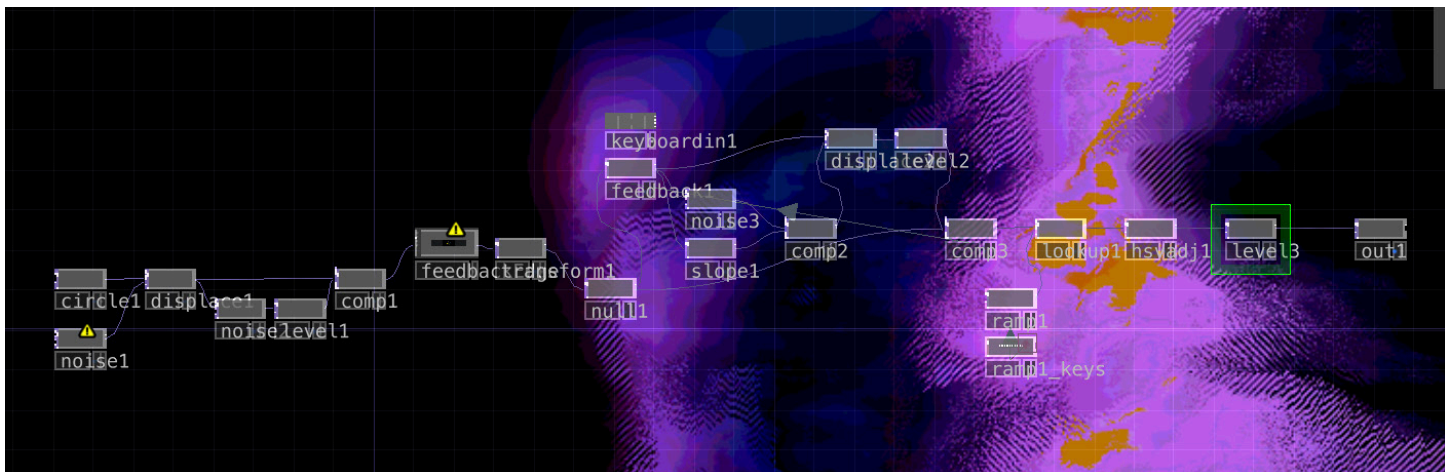 keyboardin1
feedback1
displace2
level2
noise3
comp2
slope1
comp3
lookup1
hsvadj1
level3
out1
feedbackEdge
transform1
null1
circle1
displace1
noise2
level1
comp1
noise1
ramp1
ramp1_keys